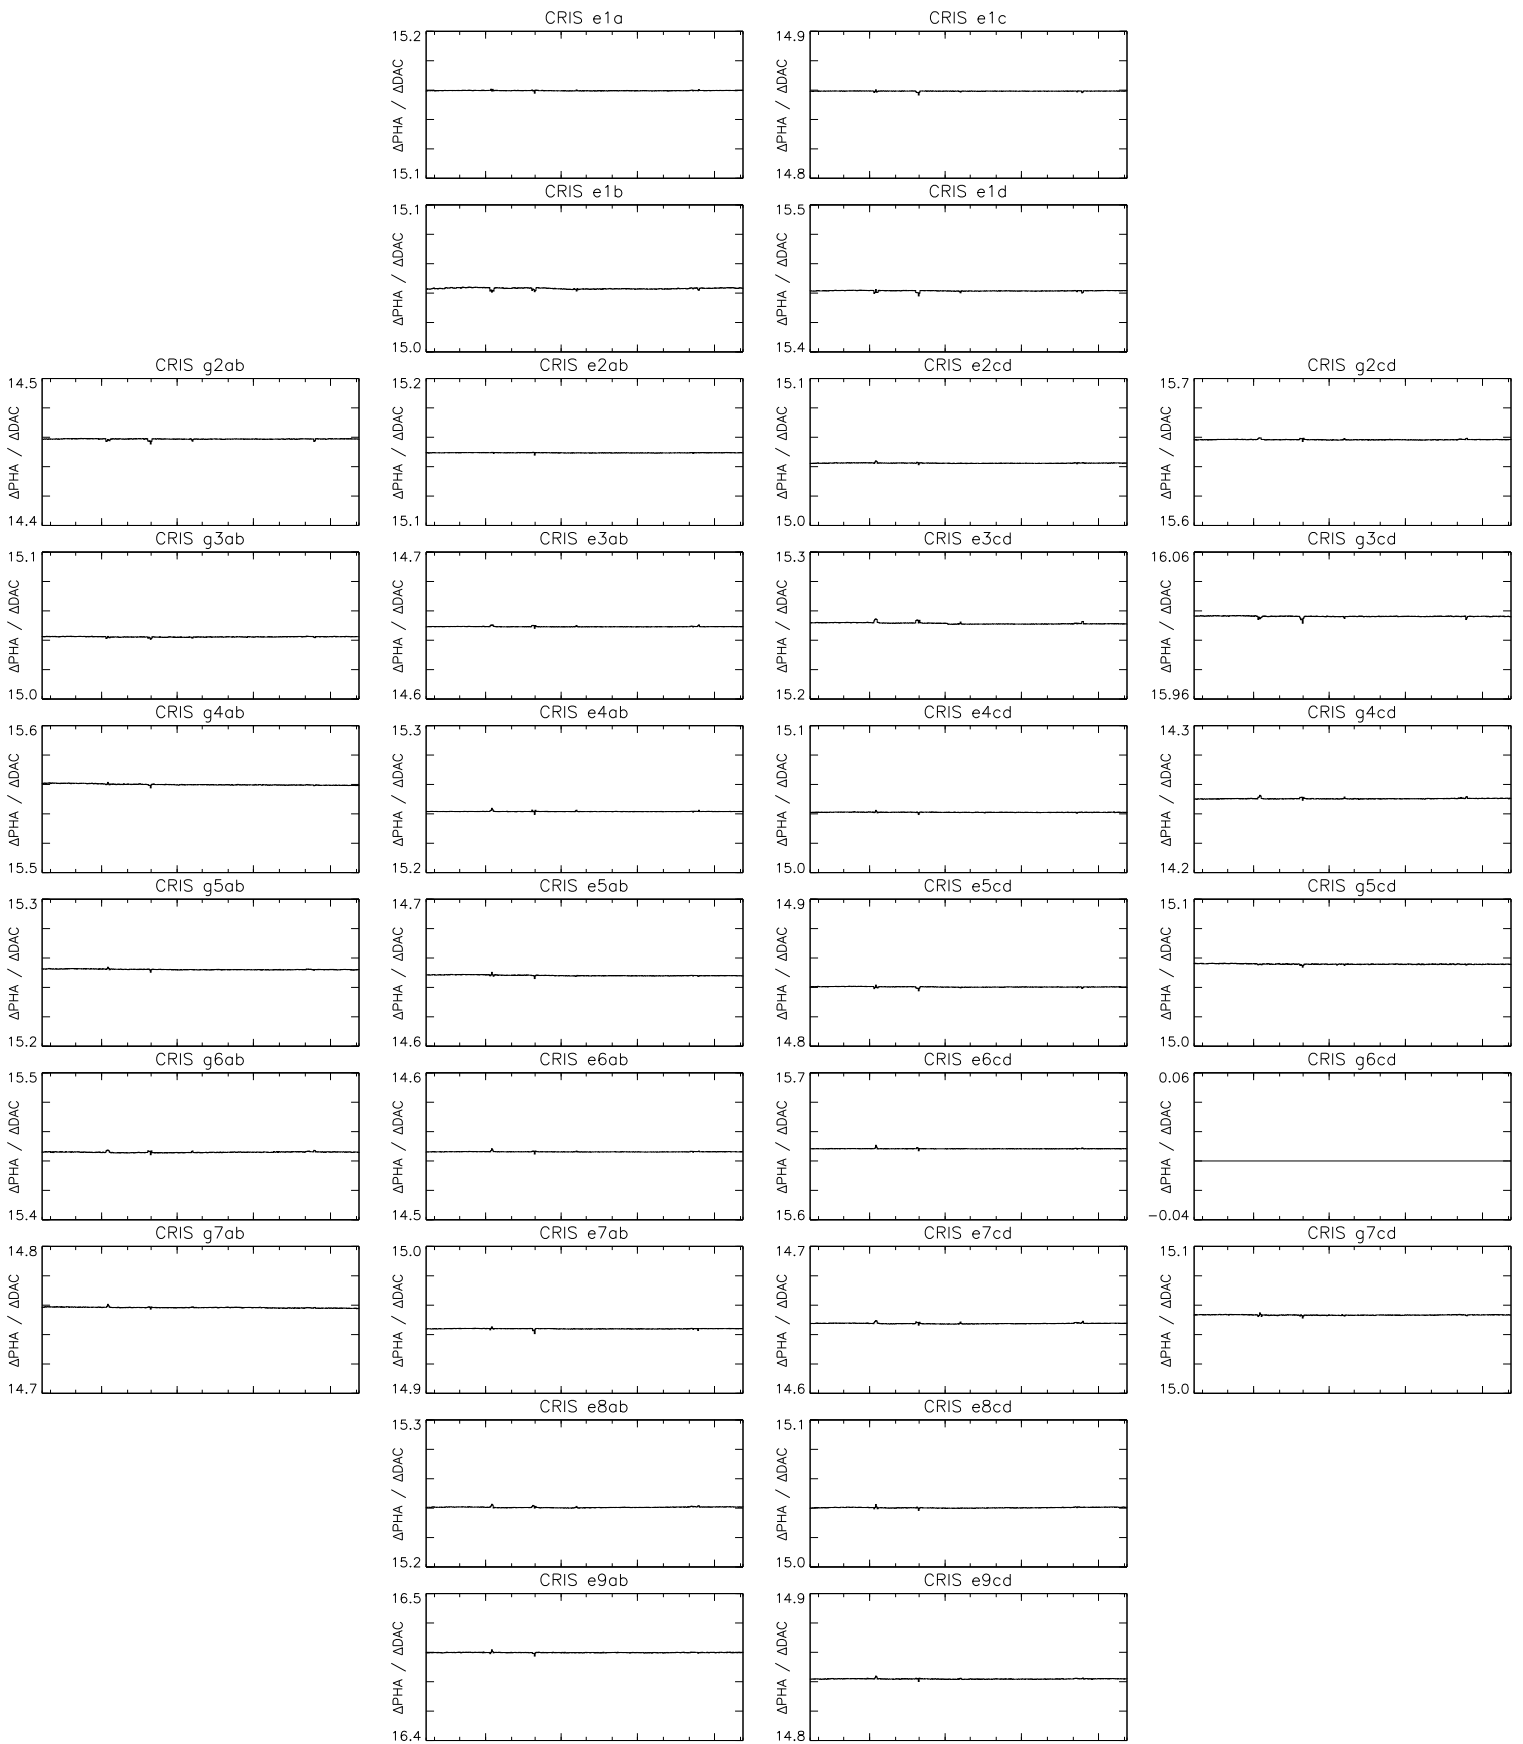 CRIS e1a
15.2
ΔPHA / ΔDAC
15.1
CRIS e1c
14.9
ΔPHA / ΔDAC
14.8
CRIS e1b
15.1
ΔPHA / ΔDAC
15.0
CRIS e1d
15.5
ΔPHA / ΔDAC
15.4
CRIS g2ab
14.5
ΔPHA / ΔDAC
14.4
CRIS e2ab
15.2
ΔPHA / ΔDAC
15.1
CRIS e2cd
15.1
ΔPHA / ΔDAC
15.0
CRIS g2cd
15.7
ΔPHA / ΔDAC
15.6
CRIS g3ab
15.1
ΔPHA / ΔDAC
15.0
CRIS e3ab
14.7
ΔPHA / ΔDAC
14.6
CRIS e3cd
15.3
ΔPHA / ΔDAC
15.2
CRIS g3cd
16.06
ΔPHA / ΔDAC
15.96
CRIS g4ab
15.6
ΔPHA / ΔDAC
15.5
CRIS e4ab
15.3
ΔPHA / ΔDAC
15.2
CRIS e4cd
15.1
ΔPHA / ΔDAC
15.0
CRIS g4cd
14.3
ΔPHA / ΔDAC
14.2
CRIS g5ab
15.3
ΔPHA / ΔDAC
15.2
CRIS e5ab
14.7
ΔPHA / ΔDAC
14.6
CRIS e5cd
14.9
ΔPHA / ΔDAC
14.8
CRIS g5cd
15.1
ΔPHA / ΔDAC
15.0
CRIS g6ab
15.5
ΔPHA / ΔDAC
15.4
CRIS e6ab
14.6
ΔPHA / ΔDAC
14.5
CRIS e6cd
15.7
ΔPHA / ΔDAC
15.6
CRIS g6cd
0.06
ΔPHA / ΔDAC
−0.04
CRIS g7ab
14.8
ΔPHA / ΔDAC
14.7
CRIS e7ab
15.0
ΔPHA / ΔDAC
14.9
CRIS e7cd
14.7
ΔPHA / ΔDAC
14.6
CRIS g7cd
15.1
ΔPHA / ΔDAC
15.0
CRIS e8ab
15.3
ΔPHA / ΔDAC
15.2
CRIS e8cd
15.1
ΔPHA / ΔDAC
15.0
CRIS e9ab
16.5
ΔPHA / ΔDAC
16.4
CRIS e9cd
14.9
ΔPHA / ΔDAC
14.8